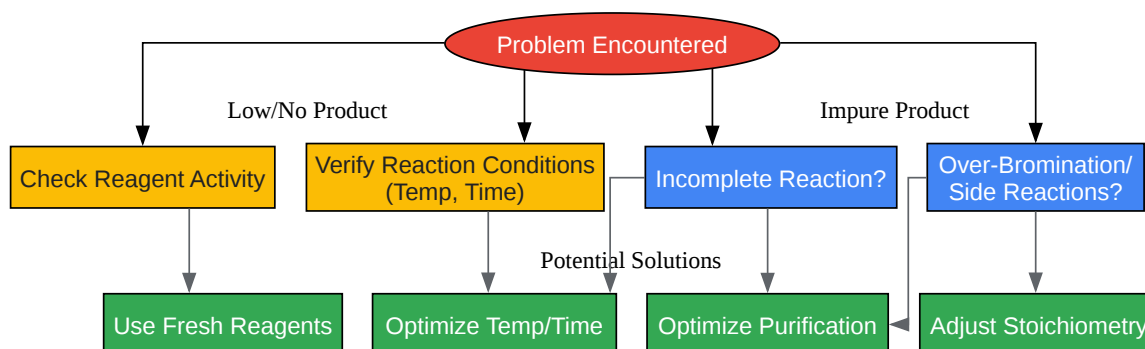 Problem Encountered
Low/No Product
Impure Product
Check Reagent Activity
Verify Reaction Conditions
(Temp, Time)
Incomplete Reaction?
Over-Bromination/
Side Reactions?
Potential Solutions
Use Fresh Reagents
Optimize Temp/Time
Optimize Purification
Adjust Stoichiometry